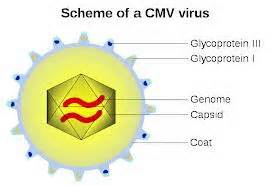 Scheme of a CMV virus
Glycoprotein III
Glycoprotein I
Genome
Capsid
Coat